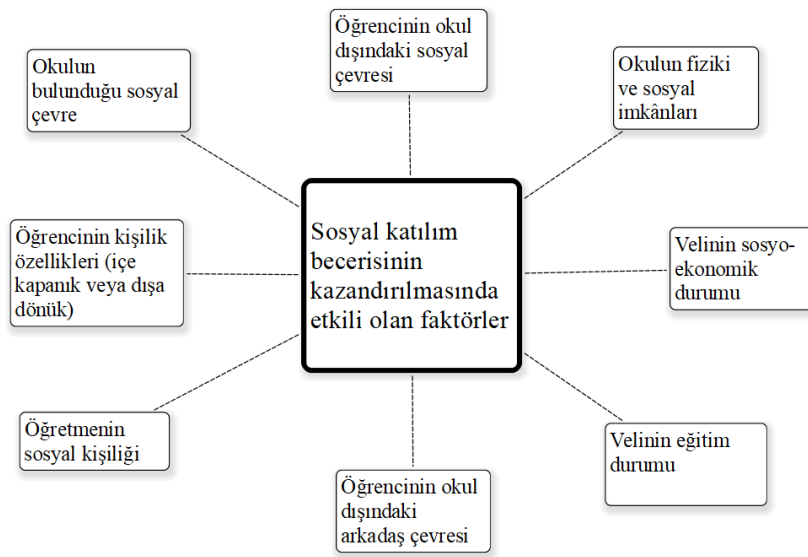 Öğrencinin okul
dışındaki sosyal
çevresi
Okulun
bulunduğu sosyal
çevre
Okulun fiziki
ve sosyal
imkânları
Sosyal katılım
becerisinin
kazandırılmasında
etkili olan faktörler
Öğrencinin kişilik
özellikleri (içe
kapanık veya dışa
dönük)
Velinin sosyo-
ekonomik
durumu
Öğretmenin
sosyal kişiliği
Velinin eğitim
durumu
Öğrencinin okul
dışındaki
arkadaş çevresi